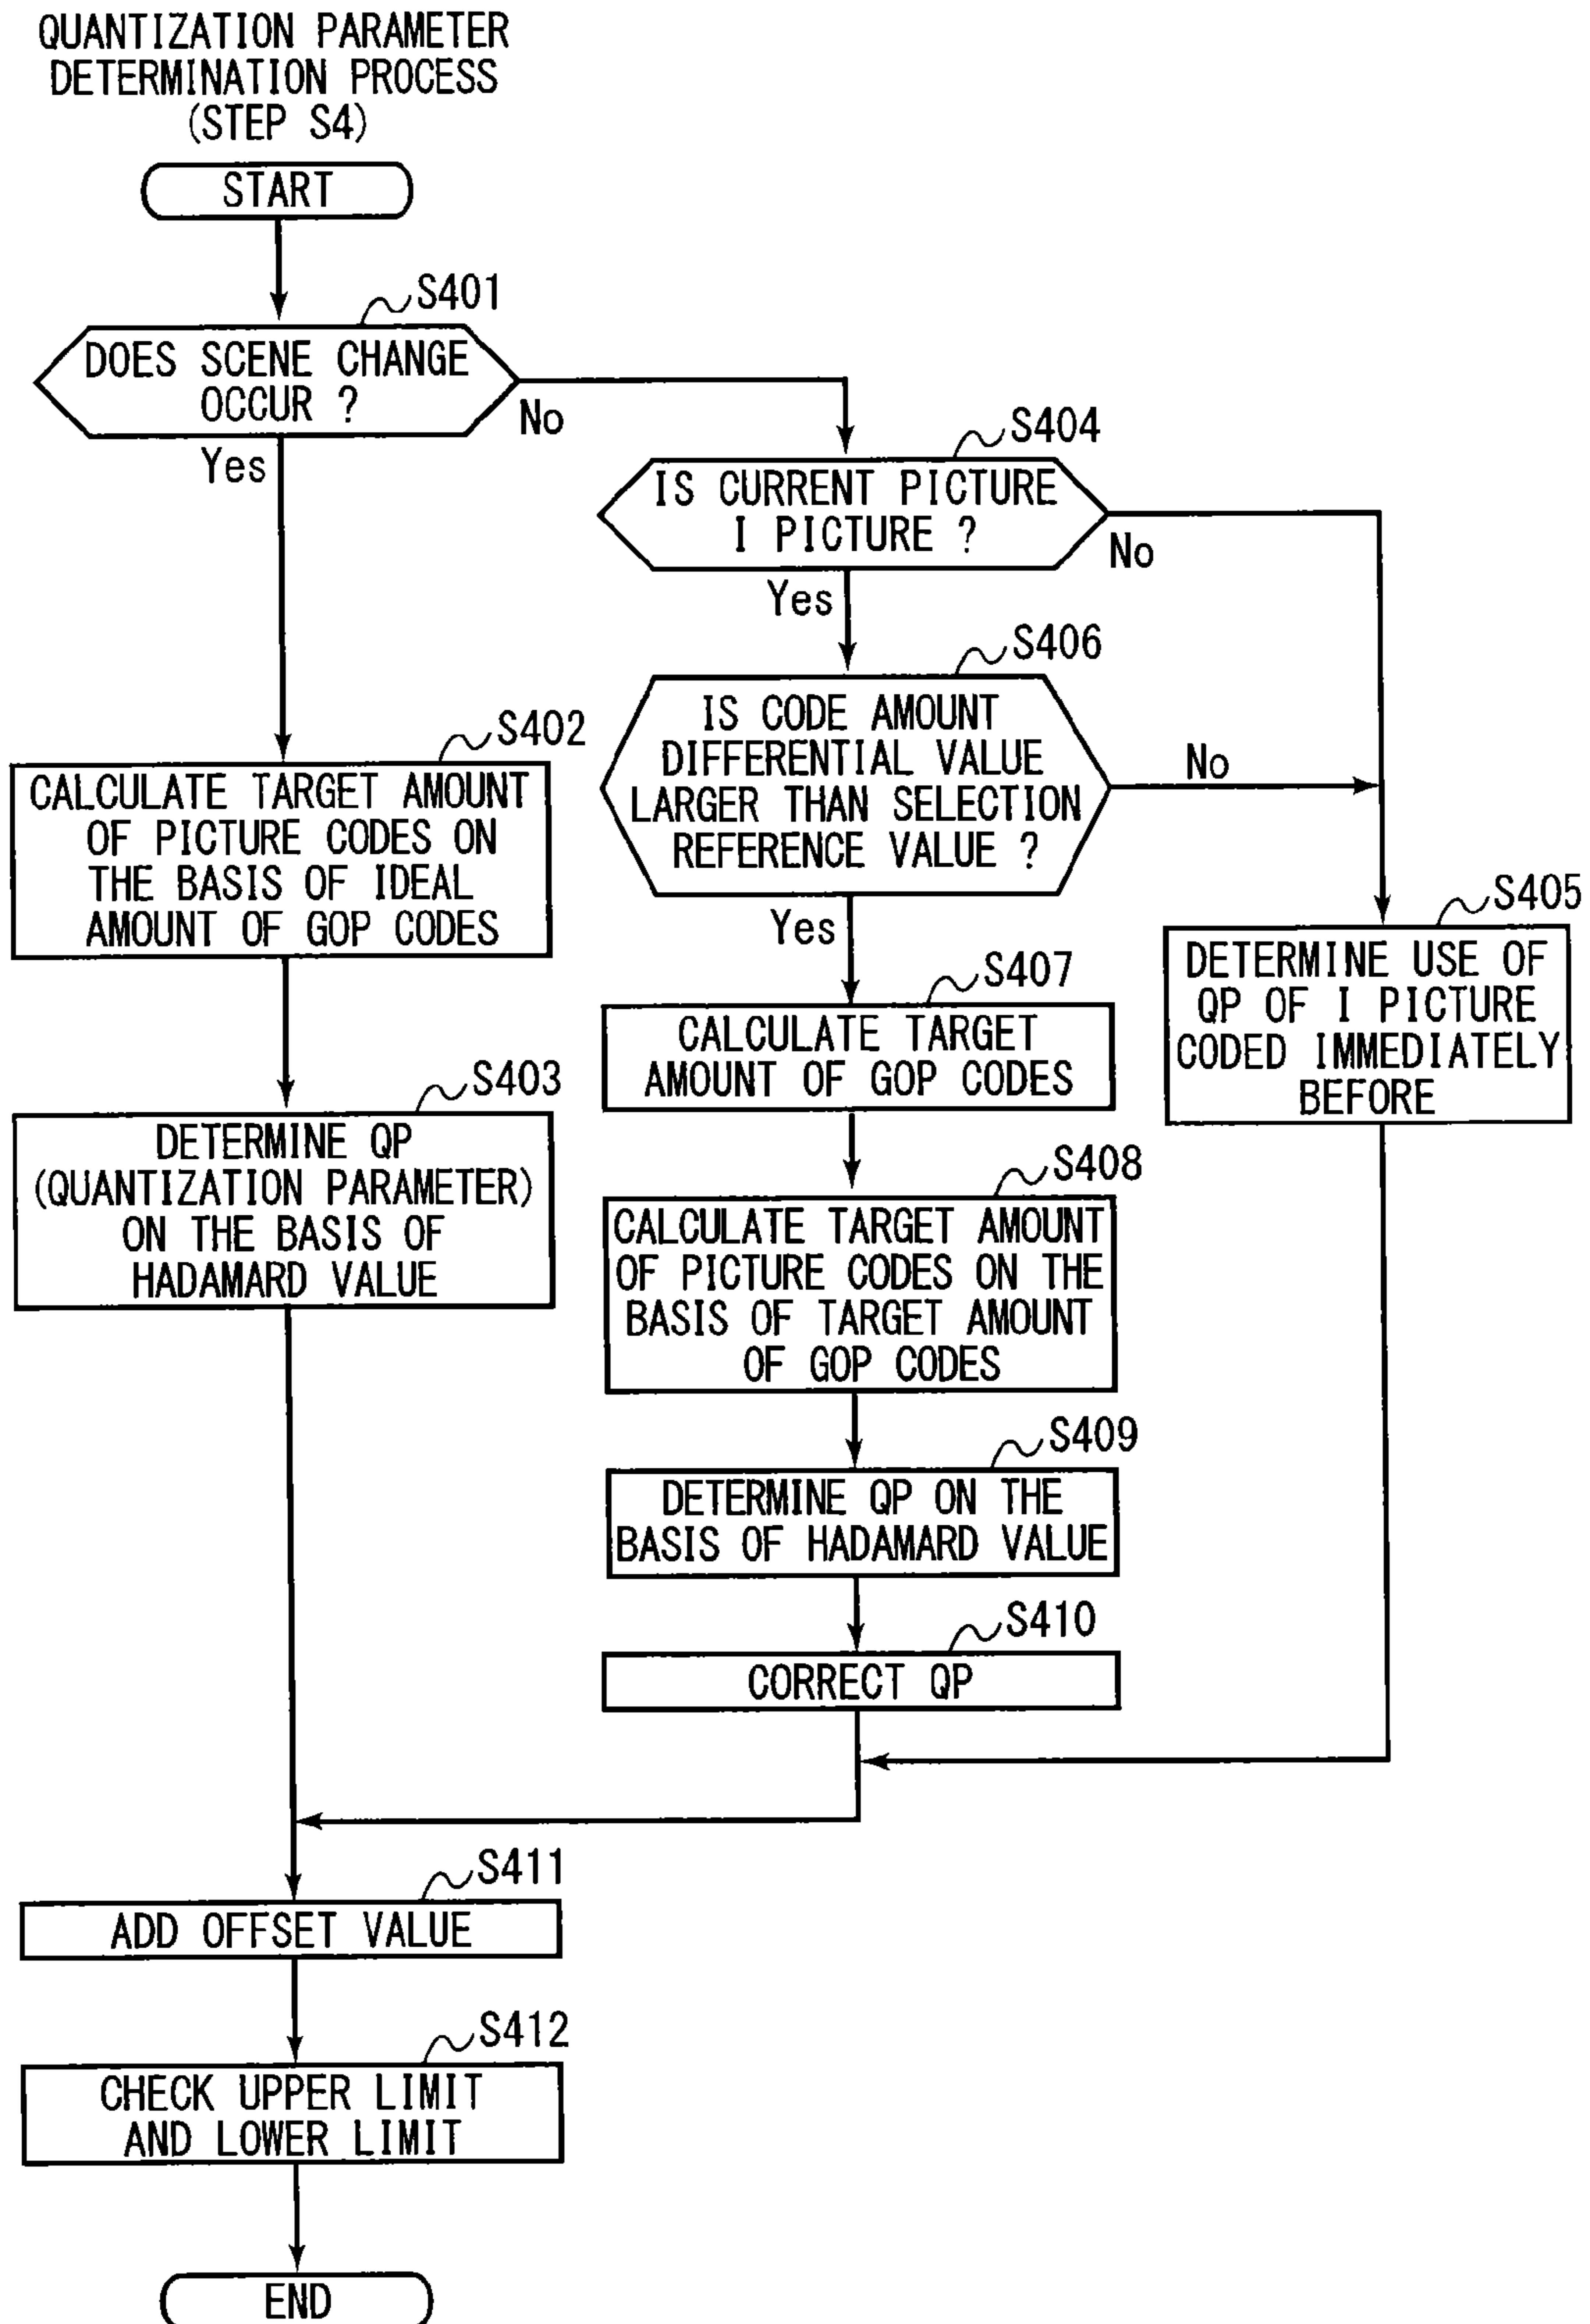 QUANTIZATION PARAMETER
DETERMINATION PROCESS
(STEP S4)
START
S401
DOES SCENE CHANGE
OCCUR ?
No
Yes
S404
IS CURRENT PICTURE
I PICTURE ?
No
Yes
S406
IS CODE AMOUNT
DIFFERENTIAL VALUE
LARGER THAN SELECTION
REFERENCE VALUE ?
No
Yes
S402
CALCULATE TARGET AMOUNT
OF PICTURE CODES ON
THE BASIS OF IDEAL
AMOUNT OF GOP CODES
S405
DETERMINE USE OF
QP OF I PICTURE
CODED IMMEDIATELY
BEFORE
S407
CALCULATE TARGET
AMOUNT OF GOP CODES
S403
DETERMINE QP
(QUANTIZATION PARAMETER)
ON THE BASIS OF
HADAMARD VALUE
S408
CALCULATE TARGET AMOUNT
OF PICTURE CODES ON THE
BASIS OF TARGET AMOUNT
OF GOP CODES
S409
DETERMINE QP ON THE
BASIS OF HADAMARD VALUE
S410
CORRECT QP
S411
ADD OFFSET VALUE
S412
CHECK UPPER LIMIT
AND LOWER LIMIT
END